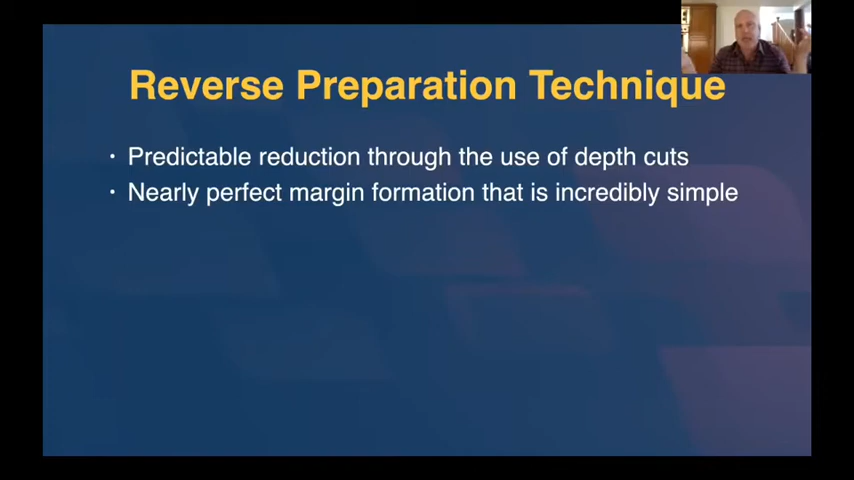 Reverse Preparation Technique
· Predictable reduction through the use of depth cuts
· Nearly perfect margin formation that is incredibly simple